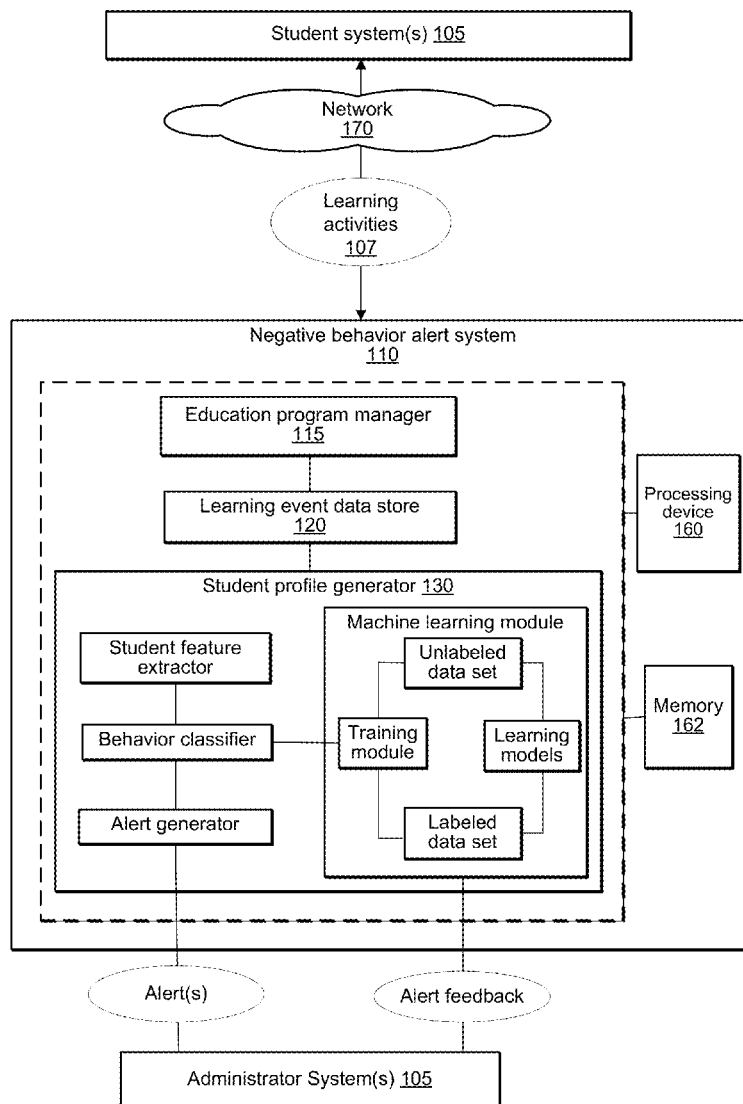 Student system(s) 105
Network
170
Learning
activities
107
Negative behavior alert system
110
Education program manager
115
Learning event data store
120
Processing
device
160
Student profile generator 130
Machine learning module
Student feature
extractor
Unlabeled
data set
Behavior classifier
Training
module
Learning
models
Memory
162
Alert generator
Labeled
data set
Alert(s)
Alert feedback
Administrator System(s) 105